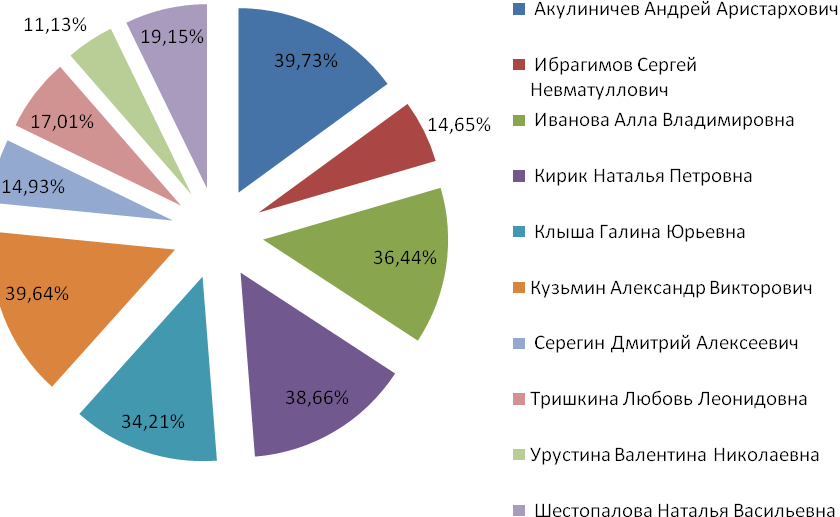 39,73%
14,65%
36,44%
38,66%
34,21%
39,64%
14,93%
17,01%
11,13%
19,15%
Акулиничев Андрей Аристархович
Ибрагимов Сергей
Невматуллович
Иванова Алла Владимировна
Кирик Наталья Петровна
Клыша Галина Юрьевна
Кузьмин Александр Викторович
Серегин Дмитрий Алексеевич
Тришкина Любовь Леонидовна
Урустина Валентина Николаевна
Шестопалова Наталья Васильевна